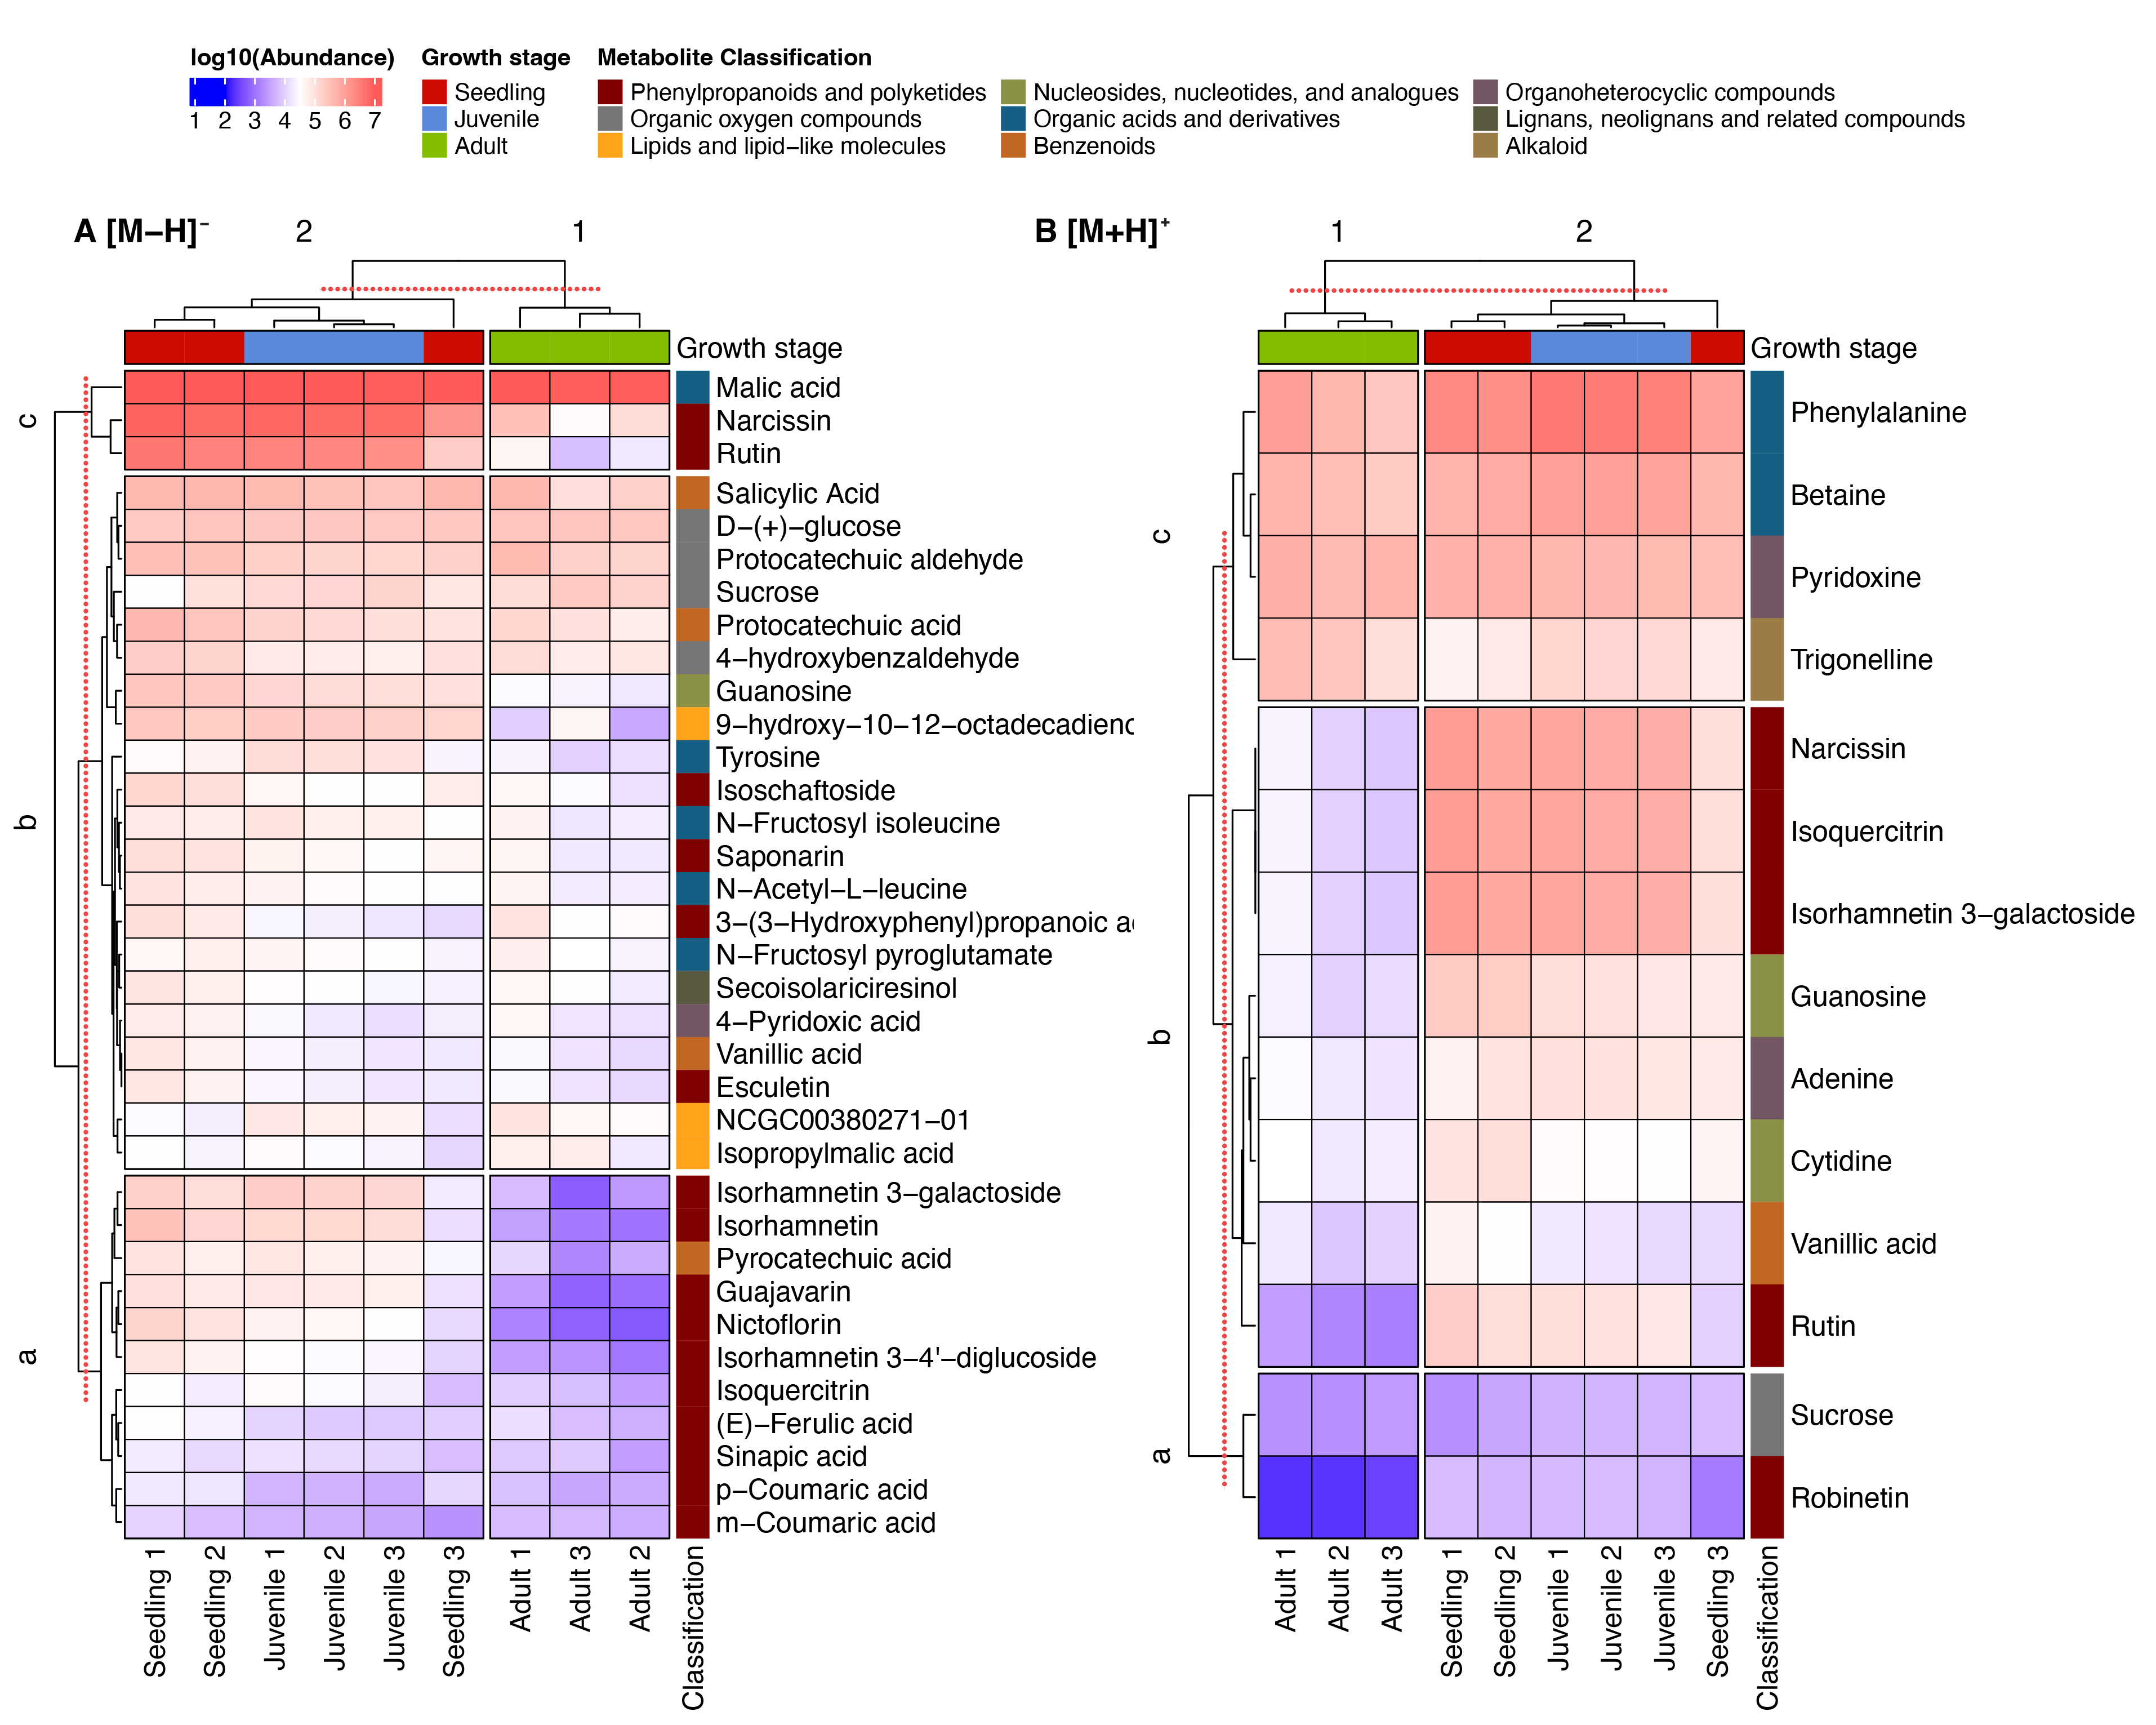 log10(Abundance)
1 2 3 4 5 6 7
Growth stage
Seedling
Juvenile
Adult
Metabolite Classification
Phenylpropanoids and polyketides
Organic oxygen compounds
Lipids and lipid−like molecules
Nucleosides, nucleotides, and analogues
Organic acids and derivatives
Benzenoids
Organoheterocyclic compounds
Lignans, neolignans and related compounds
Alkaloid
A [M−H]⁻
2
1
Growth stage
c
b
a
Malic acid
Narcissin
Rutin
Salicylic Acid
D−(+)−glucose
Protocatechuic aldehyde
Sucrose
Protocatechuic acid
4−hydroxybenzaldehyde
Guanosine
9−hydroxy−10−12−octadecadienc
Tyrosine
Isoschaftoside
N−Fructosyl isoleucine
Saponarin
N−Acetyl−L−leucine
3−(3−Hydroxyphenyl)propanoic a
N−Fructosyl pyroglutamate
Secoisolariciresinol
4−Pyridoxic acid
Vanillic acid
Esculetin
NCGC00380271−01
Isopropylmalic acid
Isorhamnetin 3−galactoside
Isorhamnetin
Pyrocatechuic acid
Guajavarin
Nictoflorin
Isorhamnetin 3−4'−diglucoside
Isoquercitrin
(E)−Ferulic acid
Sinapic acid
p−Coumaric acid
m−Coumaric acid
Seedling 1
Seedling 2
Juvenile 1
Juvenile 2
Juvenile 3
Seedling 3
Adult 1
Adult 3
Adult 2
Classification
B [M+H]⁺
1
2
Growth stage
c
b
a
Phenylalanine
Betaine
Pyridoxine
Trigonelline
Narcissin
Isoquercitrin
Isorhamnetin 3−galactoside
Guanosine
Adenine
Cytidine
Vanillic acid
Rutin
Sucrose
Robinetin
Adult 1
Adult 2
Adult 3
Seedling 1
Seedling 2
Juvenile 1
Juvenile 2
Juvenile 3
Seedling 3
Classification